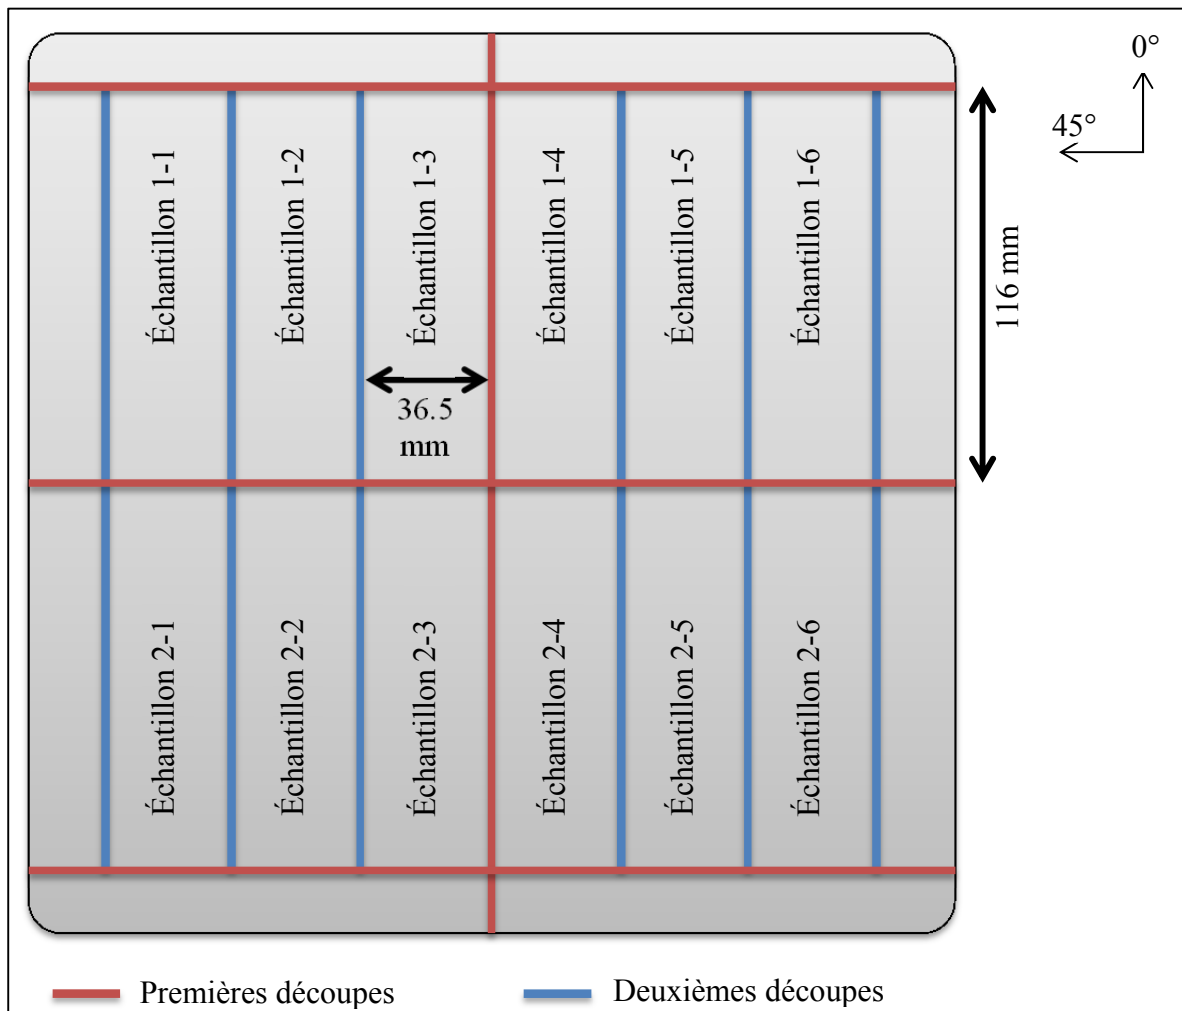 0°
45°
Échantillon 1-1
Échantillon 1-2
Échantillon 1-3
Échantillon 1-4
Échantillon 1-5
Échantillon 1-6
116 mm
36.5
mm
Échantillon 2-1
Échantillon 2-2
Échantillon 2-3
Échantillon 2-4
Échantillon 2-5
Échantillon 2-6
Premières découpes
Deuxièmes découpes